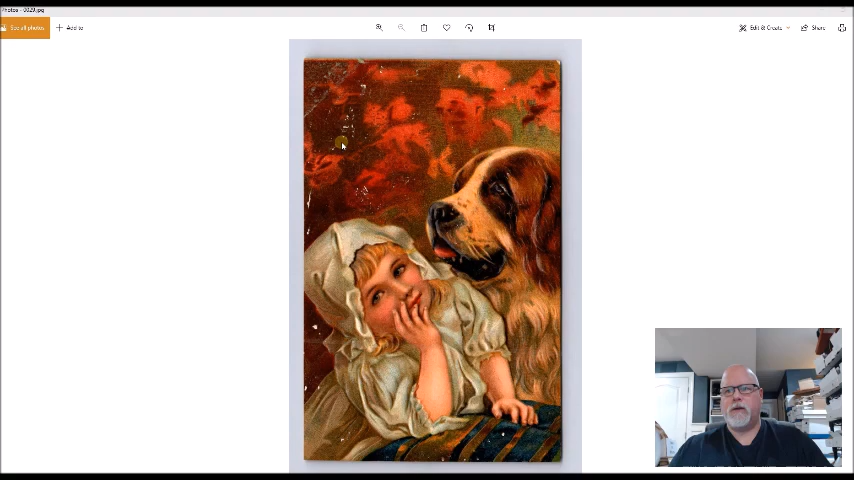 Photos - 0029.jpg
See all photos
Add to
Edit & Create
Share